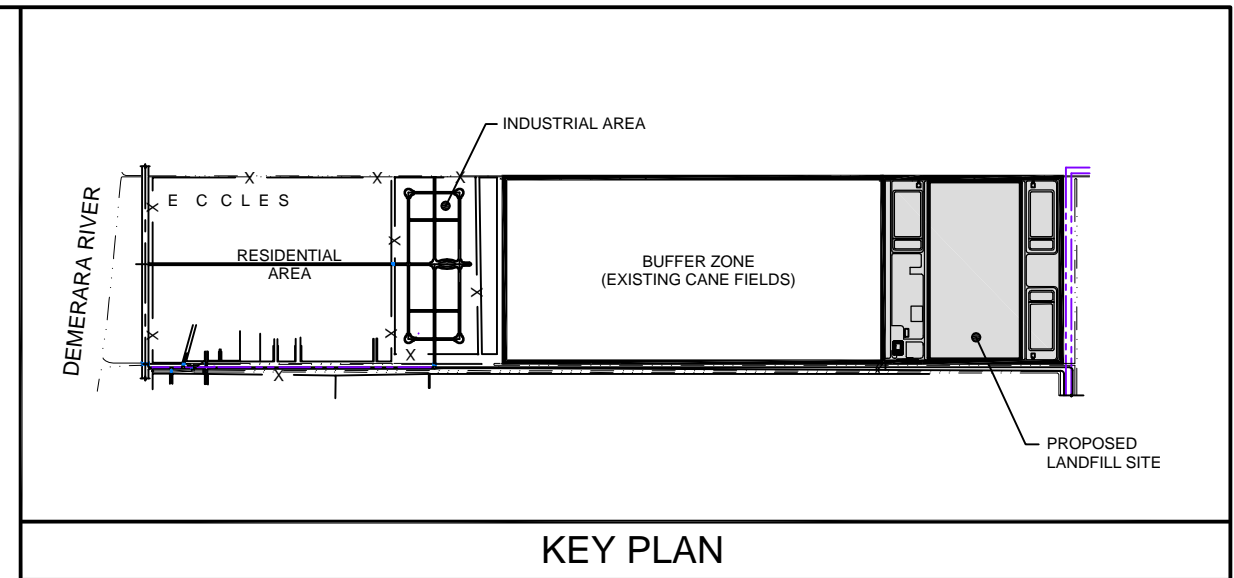 INDUSTRIAL AREA
E C C L E S
DEMERARA RIVER
RESIDENTIAL
AREA
BUFFER ZONE
(EXISTING CANE FIELDS)
PROPOSED
LANDFILL SITE
KEY PLAN